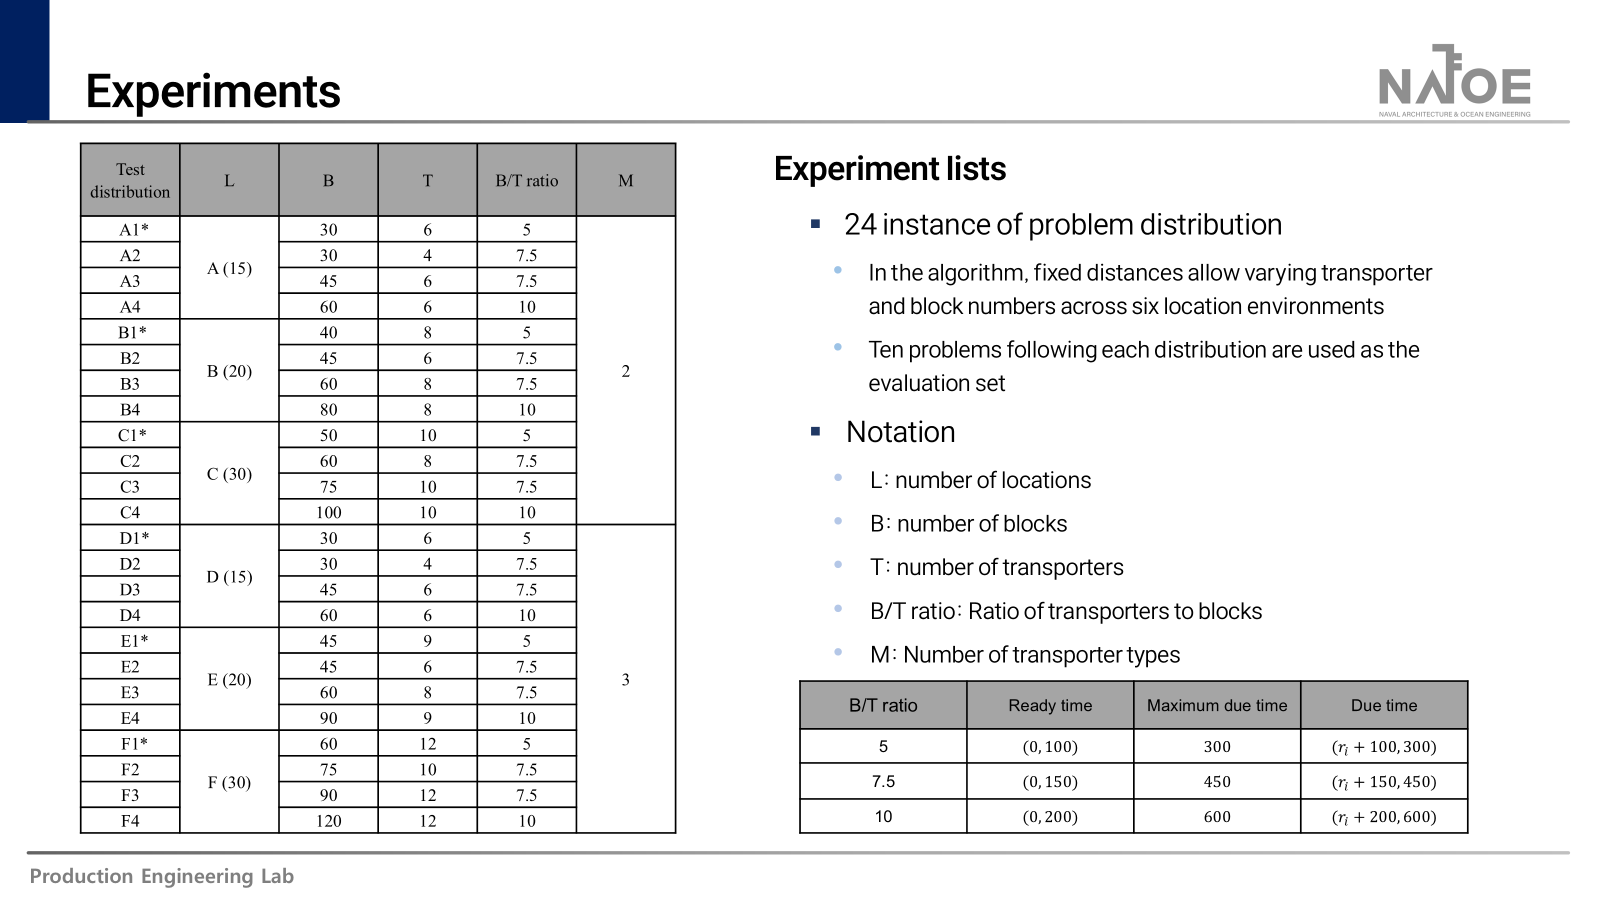 Experiments
NATOE
NAVAL ARCHITECTURE & OCEAN ENGINEERING
Test distribution L B T B/T ratio M
A1* A (15) 30 6 5 2
A2 30 4 7.5
A3 45 6 7.5
A4 60 6 10
B1* B (20) 40 8 5
B2 45 6 7.5
B3 60 8 7.5
B4 80 8 10
C1* C (30) 50 10 5
C2 60 8 7.5
C3 75 10 7.5
C4 100 10 10
D1* D (15) 30 6 5 3
D2 30 4 7.5
D3 45 6 7.5
D4 60 6 10
E1* E (20) 45 9 5
E2 45 6 7.5
E3 60 8 7.5
E4 90 9 10
F1* F (30) 60 12 5
F2 75 10 7.5
F3 90 12 7.5
F4 120 12 10
Experiment lists
▪ 24 instance of problem distribution
• In the algorithm, fixed distances allow varying transporter
and block numbers across six location environments
• Ten problems following each distribution are used as the
evaluation set
▪ Notation
• L: number of locations
• B: number of blocks
• T: number of transporters
• B/T ratio: Ratio of transporters to blocks
• M: Number of transporter types
B/T ratio Ready time Maximum due time Due time
5 (0, 100) 300 (rᵢ + 100, 300)
7.5 (0, 150) 450 (rᵢ + 150, 450)
10 (0, 200) 600 (rᵢ + 200, 600)
Production Engineering Lab